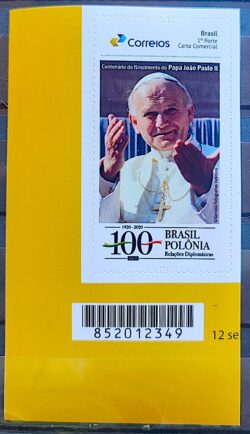 Correios
Brasil
1º Porte
Carta Comercial
Centenário do Nascimento do Papa João Paulo II
1920 - 2020
100
BRASIL
POLÔNIA
Relações Diplomáticas
852012349
12 se